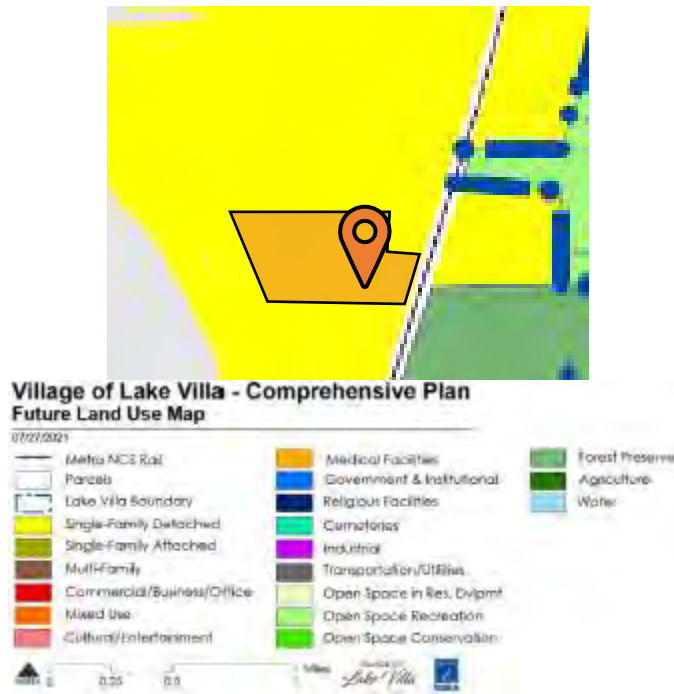 Village of Lake Villa - Comprehensive Plan
Future Land Use Map
07/27/2021
Metra NCS Rail
Parcels
Lake Villa Boundary
Single-Family Detached
Single-Family Attached
Multi-Family
Commercial/Business/Office
Mixed Use
Cultural/Entertainment
Medical Facilities
Government & Institutional
Religious Facilities
Cemeteries
Industrial
Transportation/Utilities
Open Space in Res. Dvlpmt
Open Space Recreation
Open Space Conservation
Forest Preserve
Agriculture
Water
0 0.25 0.5 1 Miles
Lake Villa